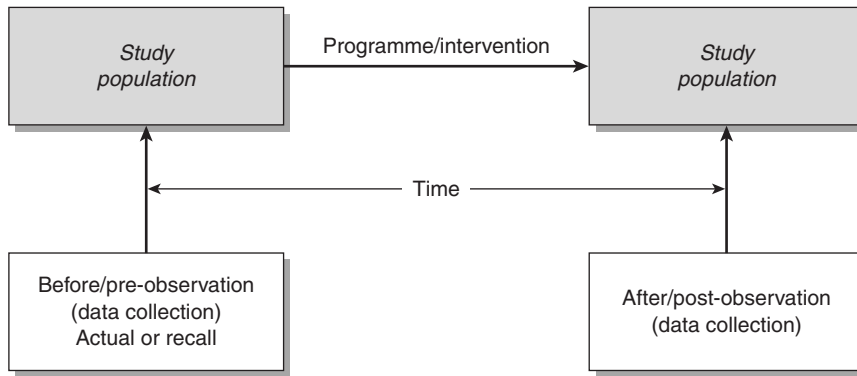 Study
population
Programme/intervention
Study
population
Time
Before/pre-observation
(data collection)
Actual or recall
After/post-observation
(data collection)